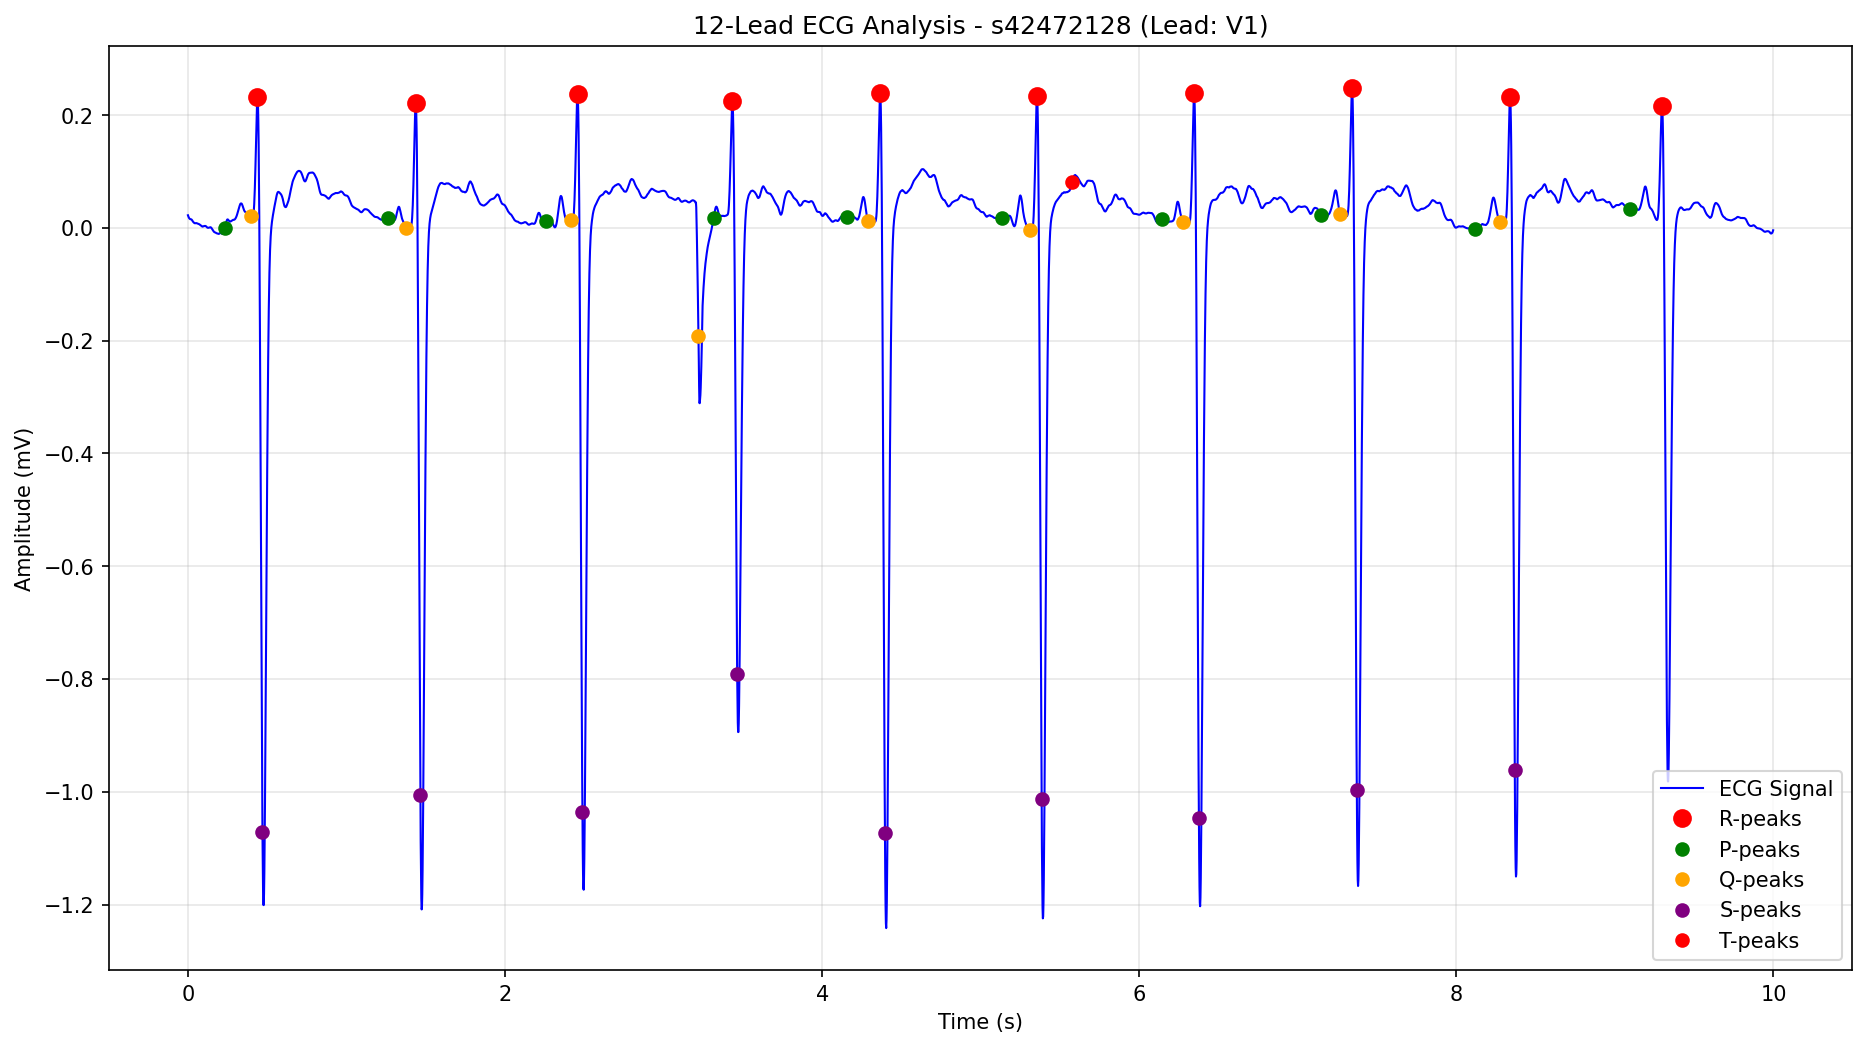 12-Lead ECG Analysis - s42472128 (Lead: V1)
Amplitude (mV)
0.2
0.0
−0.2
−0.4
−0.6
−0.8
−1.0
−1.2
0 2 4 6 8 10
Time (s)
ECG Signal
R-peaks
P-peaks
Q-peaks
S-peaks
T-peaks